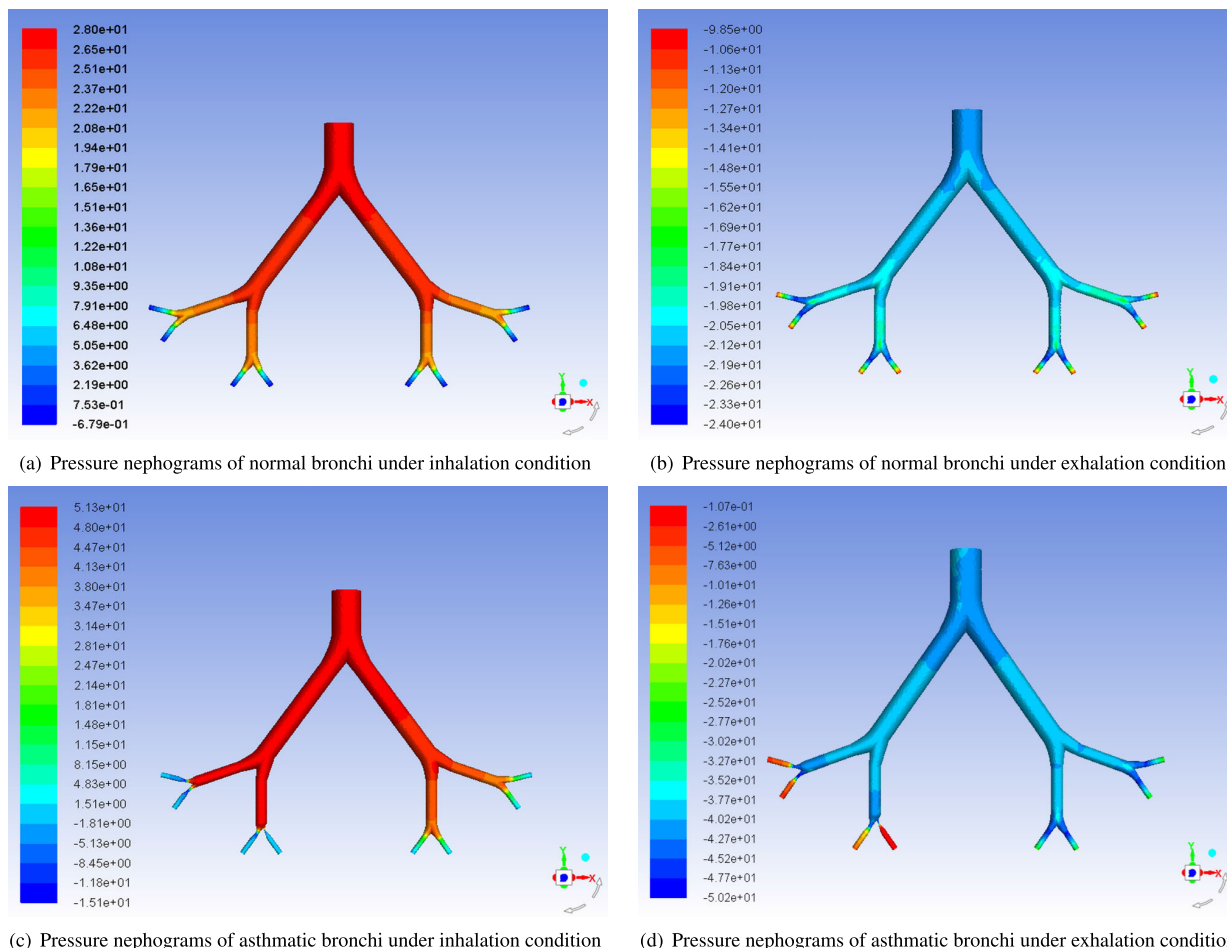 2.80e+01
2.65e+01
2.51e+01
2.37e+01
2.22e+01
2.08e+01
1.94e+01
1.79e+01
1.65e+01
1.51e+01
1.36e+01
1.22e+01
1.08e+01
9.35e+00
7.91e+00
6.48e+00
5.05e+00
3.62e+00
2.19e+00
7.53e-01
-6.79e-01
Y
X
(a) Pressure nephograms of normal bronchi under inhalation condition
-9.85e+00
-1.06e+01
-1.13e+01
-1.20e+01
-1.27e+01
-1.34e+01
-1.41e+01
-1.48e+01
-1.55e+01
-1.62e+01
-1.69e+01
-1.77e+01
-1.84e+01
-1.91e+01
-1.98e+01
-2.05e+01
-2.12e+01
-2.19e+01
-2.26e+01
-2.33e+01
-2.40e+01
Y
X
(b) Pressure nephograms of normal bronchi under exhalation condition
5.13e+01
4.80e+01
4.47e+01
4.13e+01
3.80e+01
3.47e+01
3.14e+01
2.81e+01
2.47e+01
2.14e+01
1.81e+01
1.48e+01
1.15e+01
8.15e+00
4.83e+00
1.51e+00
-1.81e+00
-5.13e+00
-8.45e+00
-1.18e+01
-1.51e+01
Y
X
(c) Pressure nephograms of asthmatic bronchi under inhalation condition
-1.07e-01
-2.61e+00
-5.12e+00
-7.63e+00
-1.01e+01
-1.26e+01
-1.51e+01
-1.76e+01
-2.02e+01
-2.27e+01
-2.52e+01
-2.77e+01
-3.02e+01
-3.27e+01
-3.52e+01
-3.77e+01
-4.02e+01
-4.27e+01
-4.52e+01
-4.77e+01
-5.02e+01
Y
X
(d) Pressure nephograms of asthmatic bronchi under exhalation conditio